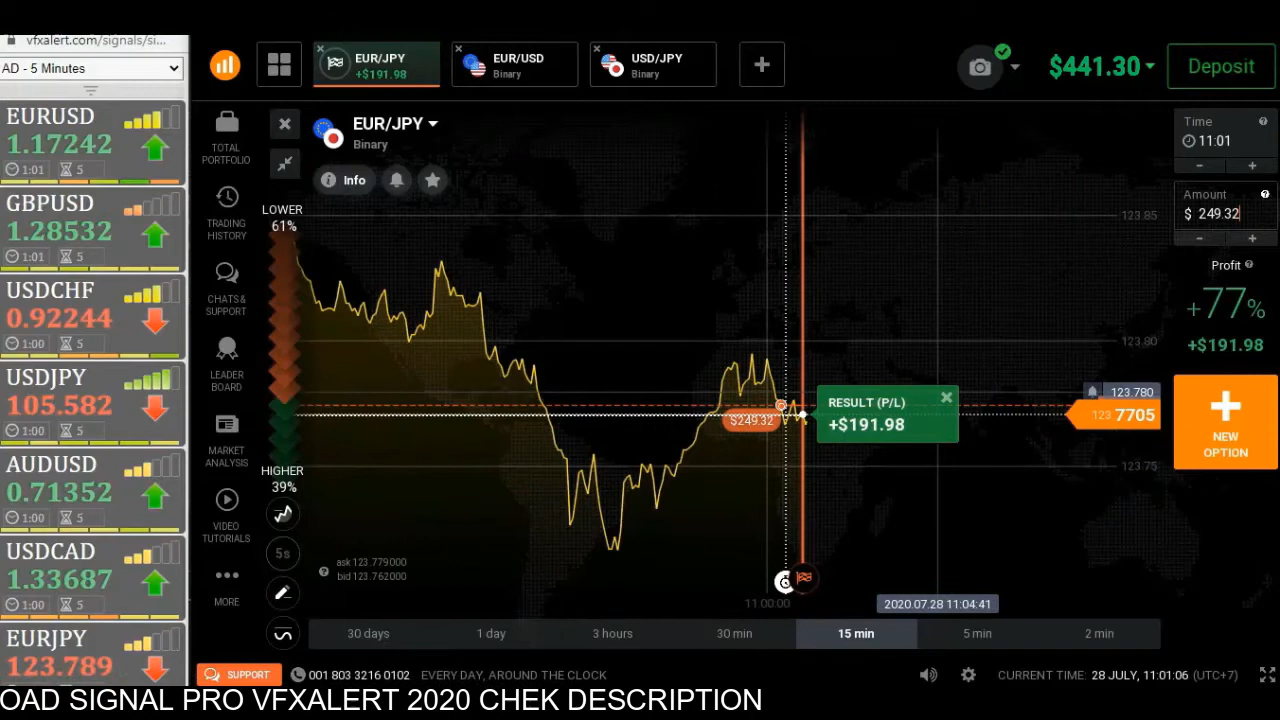 vfxalert.com/signals/si...
AD - 5 Minutes
EURUSD
1.17242
1:01 5
GBPUSD
1.28532
1:01 5
USDCHF
0.92244
1:00 5
USDJPY
105.582
1:00 5
AUDUSD
0.71352
1:00 5
USDCAD
1.33687
1:00 5
EURJPY
123.789
EUR/JPY
+$191.98
EUR/USD
Binary
USD/JPY
Binary
$441.30
Deposit
TOTAL
PORTFOLIO
TRADING
HISTORY
CHATS &
SUPPORT
LEADER
BOARD
MARKET
ANALYSIS
VIDEO
TUTORIALS
MORE
EUR/JPY
Binary
Info
LOWER
61%
HIGHER
39%
5s
ask 123.779000
bid 123.762000
$249.32
RESULT (P/L)
+$191.98
123.85
123.80
123.780
123 7705
123.75
11:00:00
2020.07.28 11:04:41
30 days
1 day
3 hours
30 min
15 min
5 min
2 min
Time
11:01
- +
Amount
$ 249.32
- +
Profit
+77%
+$191.98
NEW
OPTION
SUPPORT
001 803 3216 0102 EVERY DAY, AROUND THE CLOCK
CURRENT TIME: 28 JULY, 11:01:06 (UTC+7)
OAD SIGNAL PRO VFXALERT 2020 CHEK DESCRIPTION